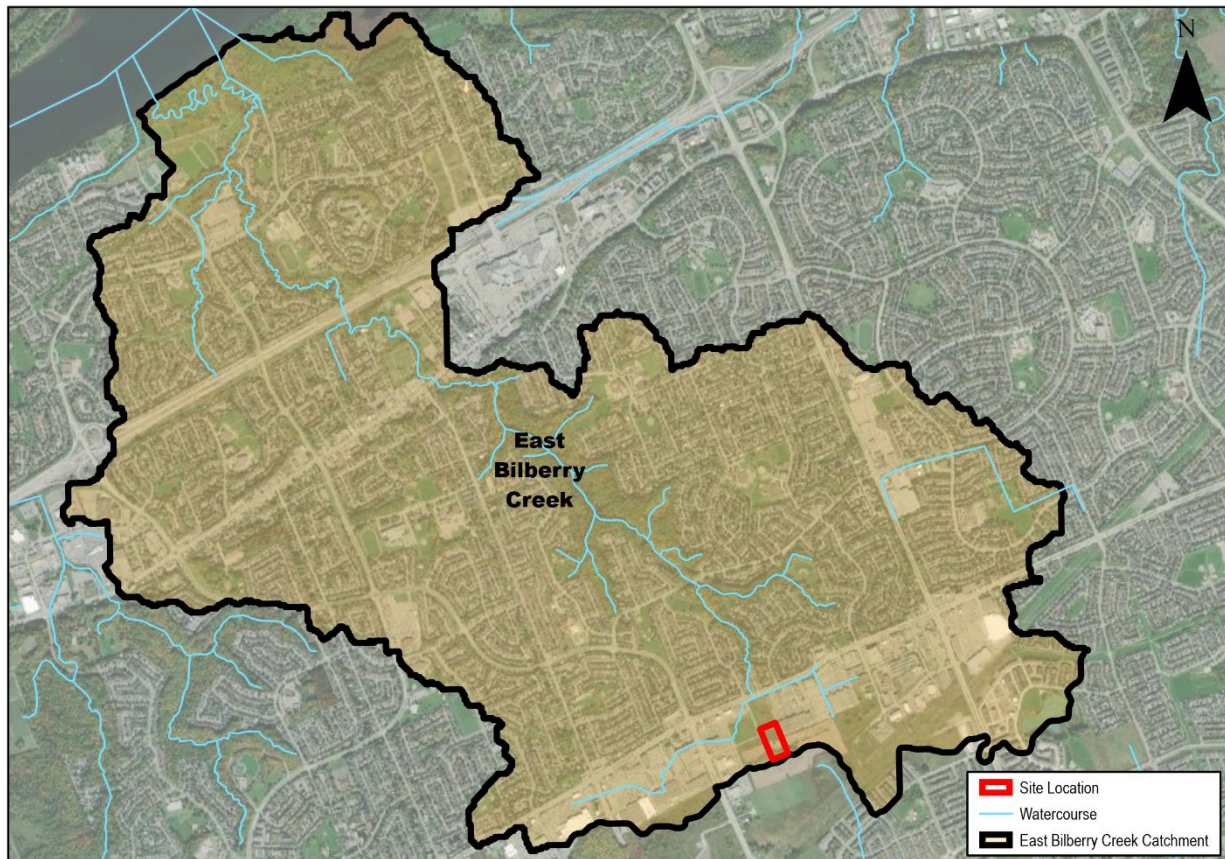 N
East
Bilberry
Creek
Site Location
Watercourse
East Bilberry Creek Catchment